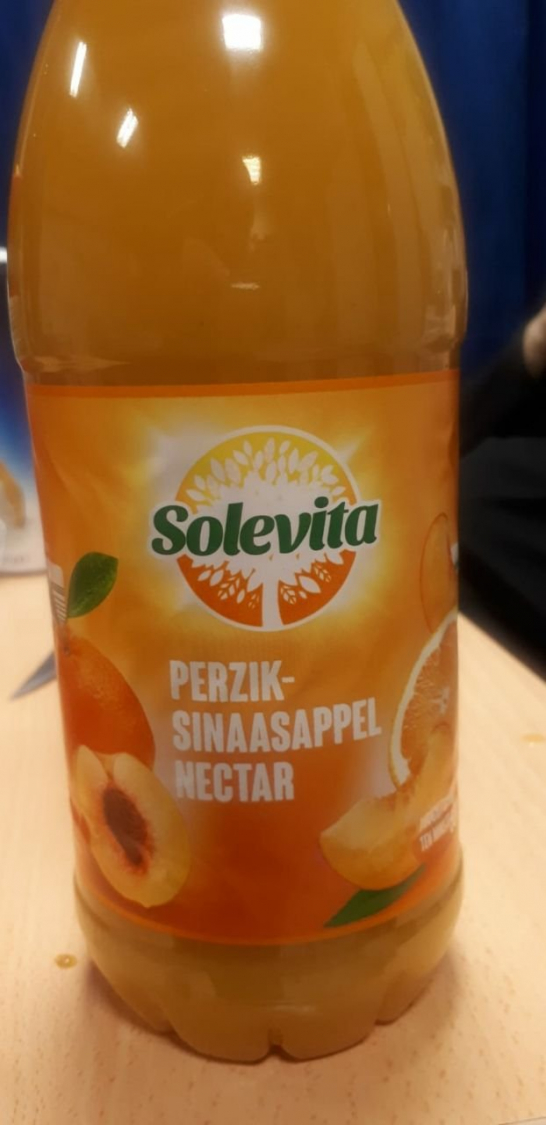 Solevita
PERZIK-
SINAASAPPEL
NECTAR